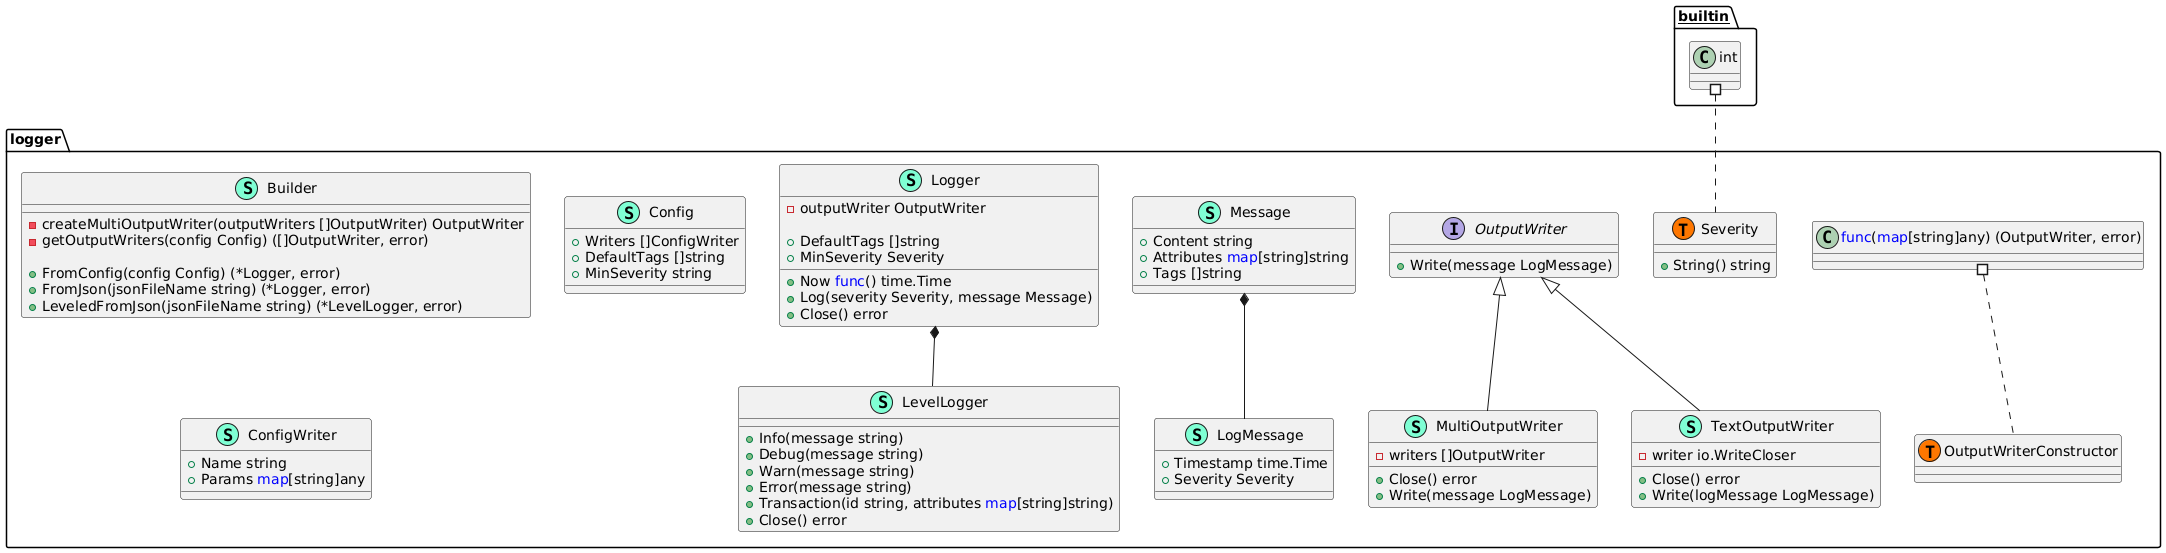 builtin
C int
logger
S Builder
createMultiOutputWriter(outputWriters []OutputWriter) OutputWriter
getOutputWriters(config Config) ([]OutputWriter, error)
FromConfig(config Config) (*Logger, error)
FromJson(jsonFileName string) (*Logger, error)
LeveledFromJson(jsonFileName string) (*LevelLogger, error)
S Config
Writers []ConfigWriter
DefaultTags []string
MinSeverity string
S Logger
outputWriter OutputWriter
DefaultTags []string
MinSeverity Severity
Now func() time.Time
Log(severity Severity, message Message)
Close() error
S Message
Content string
Attributes map[string]string
Tags []string
I OutputWriter
Write(message LogMessage)
T Severity
String() string
C func(map[string]any) (OutputWriter, error)
S ConfigWriter
Name string
Params map[string]any
S LevelLogger
Info(message string)
Debug(message string)
Warn(message string)
Error(message string)
Transaction(id string, attributes map[string]string)
Close() error
S LogMessage
Timestamp time.Time
Severity Severity
S MultiOutputWriter
writers []OutputWriter
Close() error
Write(message LogMessage)
S TextOutputWriter
writer io.WriteCloser
Close() error
Write(logMessage LogMessage)
T OutputWriterConstructor